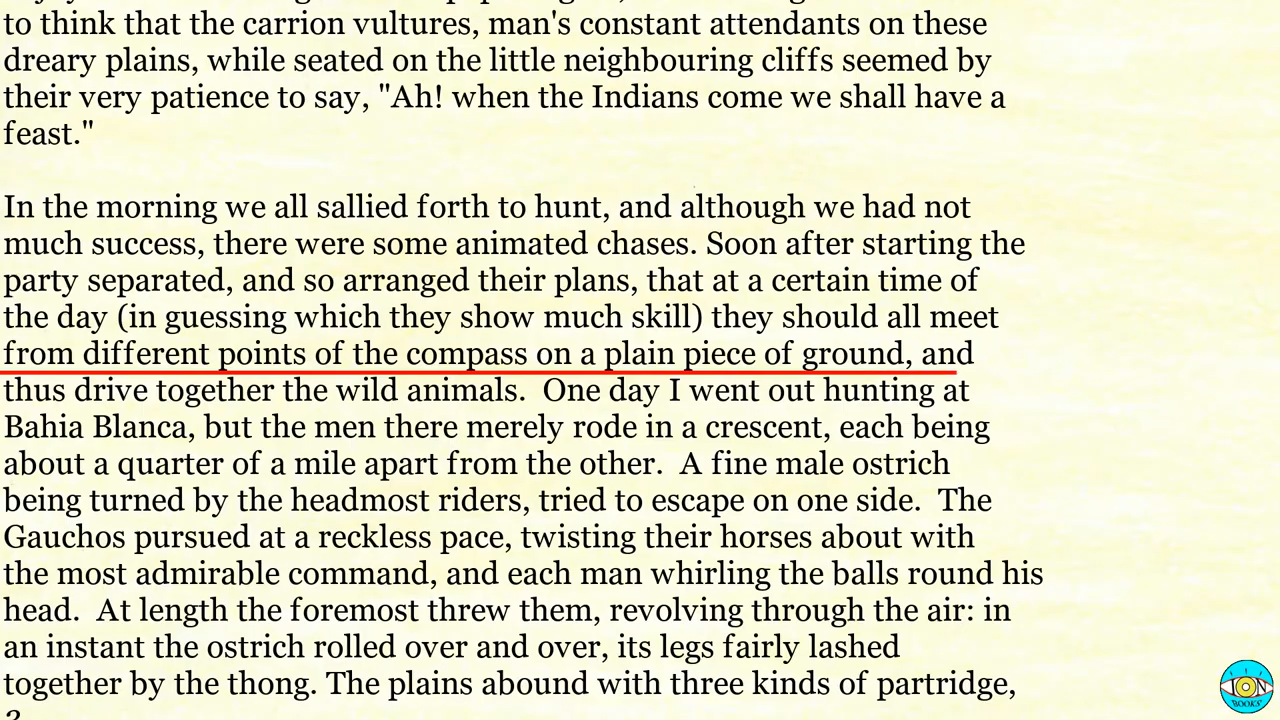 to think that the carrion vultures, man's constant attendants on these
dreary plains, while seated on the little neighbouring cliffs seemed by
their very patience to say, "Ah! when the Indians come we shall have a
feast."
In the morning we all sallied forth to hunt, and although we had not
much success, there were some animated chases. Soon after starting the
party separated, and so arranged their plans, that at a certain time of
the day (in guessing which they show much skill) they should all meet
from different points of the compass on a plain piece of ground, and
thus drive together the wild animals.  One day I went out hunting at
Bahia Blanca, but the men there merely rode in a crescent, each being
about a quarter of a mile apart from the other.  A fine male ostrich
being turned by the headmost riders, tried to escape on one side.  The
Gauchos pursued at a reckless pace, twisting their horses about with
the most admirable command, and each man whirling the balls round his
head.  At length the foremost threw them, revolving through the air: in
an instant the ostrich rolled over and over, its legs fairly lashed
together by the thong. The plains abound with three kinds of partridge,
ION
BOOKS